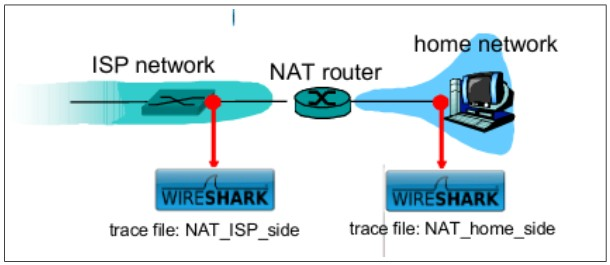 home network
ISP network
NAT router
WIRESHARK
WIRESHARK
trace file: NAT_ISP_side
trace file: NAT_home_side